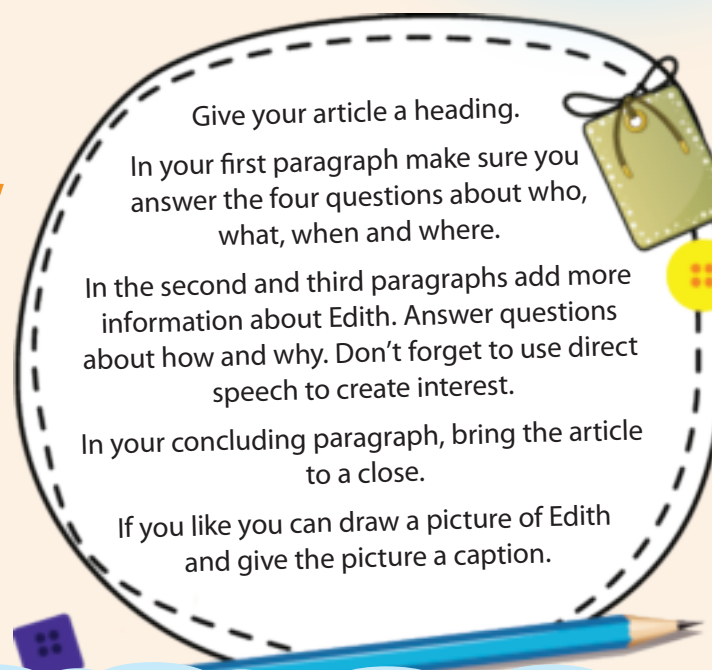 Give your article a heading.
In your first paragraph make sure you
answer the four questions about who,
what, when and where.
In the second and third paragraphs add more
information about Edith. Answer questions
about how and why. Don’t forget to use direct
speech to create interest.
In your concluding paragraph, bring the article
to a close.
If you like you can draw a picture of Edith
and give the picture a caption.